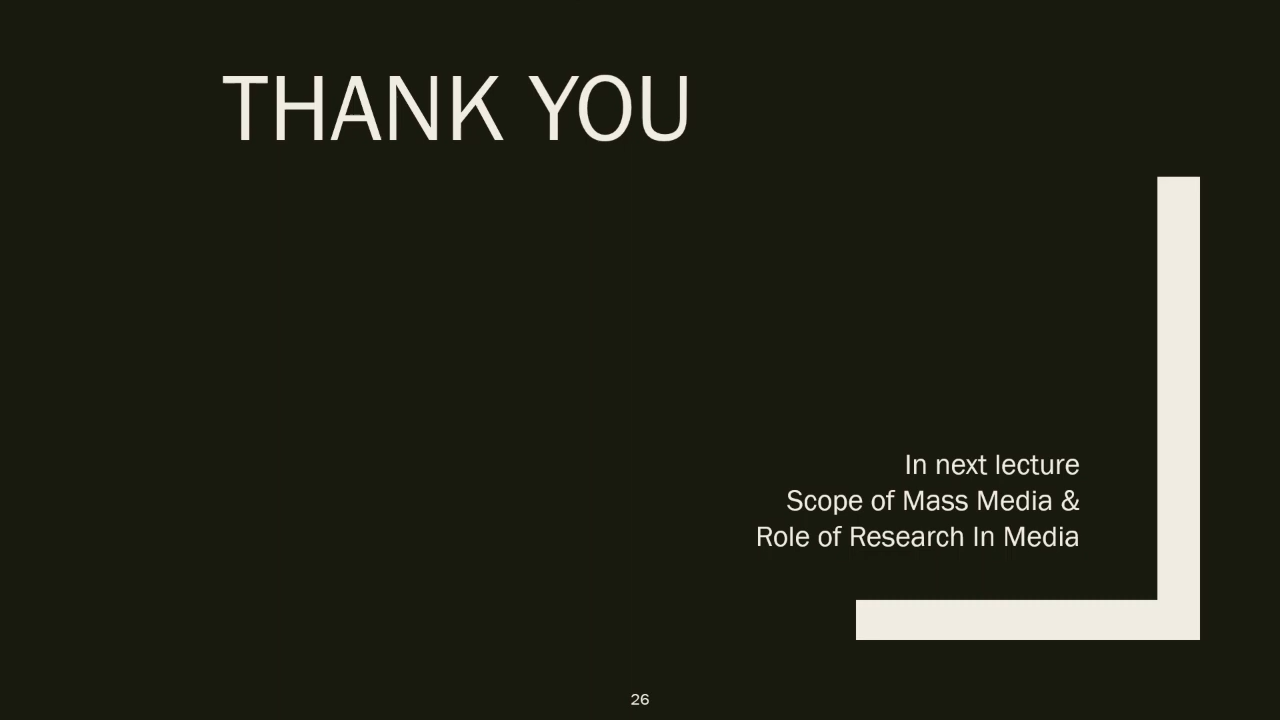 THANK YOU
In next lecture
Scope of Mass Media &
Role of Research In Media
26